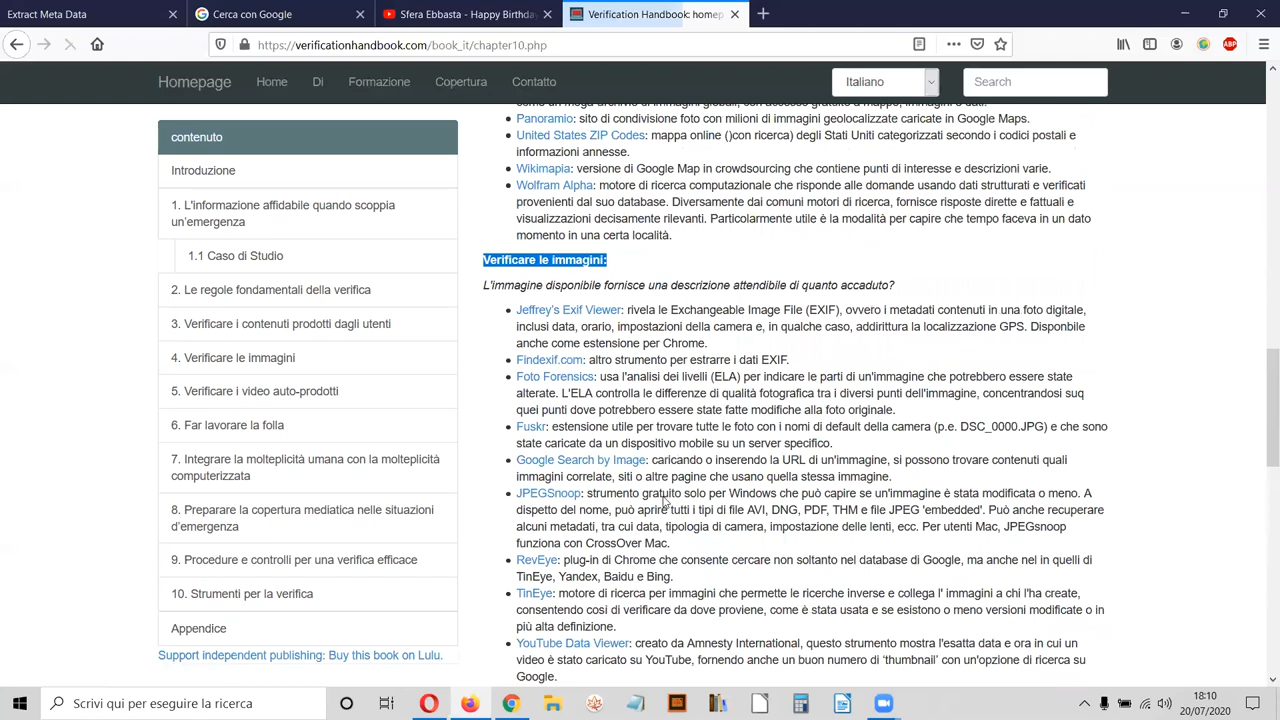 Extract Meta Data
Cerca con Google
Sfera Ebbasta - Happy Birthday
Verification Handbook: homep
https://verificationhandbook.com/book_it/chapter10.php
ABP
Homepage
Home
Di
Formazione
Copertura
Contatto
Italiano
Search
contenuto
Introduzione
1. L'informazione affidabile quando scoppia
un'emergenza
1.1 Caso di Studio
2. Le regole fondamentali della verifica
3. Verificare i contenuti prodotti dagli utenti
4. Verificare le immagini
5. Verificare i video auto-prodotti
6. Far lavorare la folla
7. Integrare la molteplicità umana con la molteplicità
computerizzata
8. Preparare la copertura mediatica nelle situazioni
d'emergenza
9. Procedure e controlli per una verifica efficace
10. Strumenti per la verifica
Appendice
Support independent publishing: Buy this book on Lulu.
come un mega archivio di immagini globali, con accesso gratuito a mappe, immagini o dati.
Panoramio: sito di condivisione foto con milioni di immagini geolocalizzate caricate in Google Maps.
United States ZIP Codes: mappa online ()con ricerca) degli Stati Uniti categorizzati secondo i codici postali e
informazioni annesse.
Wikimapia: versione di Google Map in crowdsourcing che contiene punti di interesse e descrizioni varie.
Wolfram Alpha: motore di ricerca computazionale che risponde alle domande usando dati strutturati e verificati
provenienti dal suo database. Diversamente dai comuni motori di ricerca, fornisce risposte dirette e fattuali e
visualizzazioni decisamente rilevanti. Particolarmente utile è la modalità per capire che tempo faceva in un dato
momento in una certa località.
Verificare le immagini:
L'immagine disponibile fornisce una descrizione attendibile di quanto accaduto?
Jeffrey's Exif Viewer: rivela le Exchangeable Image File (EXIF), ovvero i metadati contenuti in una foto digitale,
inclusi data, orario, impostazioni della camera e, in qualche caso, addirittura la localizzazione GPS. Disponbile
anche come estensione per Chrome.
Findexif.com: altro strumento per estrarre i dati EXIF.
Foto Forensics: usa l'analisi dei livelli (ELA) per indicare le parti di un'immagine che potrebbero essere state
alterate. L'ELA controlla le differenze di qualità fotografica tra i diversi punti dell'immagine, concentrandosi suq
quei punti dove potrebbero essere state fatte modifiche alla foto originale.
Fuskr: estensione utile per trovare tutte le foto con i nomi di default della camera (p.e. DSC_0000.JPG) e che sono
state caricate da un dispositivo mobile su un server specifico.
Google Search by Image: caricando o inserendo la URL di un'immagine, si possono trovare contenuti quali
immagini correlate, siti o altre pagine che usano quella stessa immagine.
JPEGSnoop: strumento gratuito solo per Windows che può capire se un'immagine è stata modificata o meno. A
dispetto del nome, può aprire tutti i tipi di file AVI, DNG, PDF, THM e file JPEG 'embedded'. Può anche recuperare
alcuni metadati, tra cui data, tipologia di camera, impostazione delle lenti, ecc. Per utenti Mac, JPEGsnoop
funziona con CrossOver Mac.
RevEye: plug-in di Chrome che consente cercare non soltanto nel database di Google, ma anche nel in quelli di
TinEye, Yandex, Baidu e Bing.
TinEye: motore di ricerca per immagini che permette le ricerche inverse e collega l' immagini a chi l'ha create,
consentendo cosi di verificare da dove proviene, come è stata usata e se esistono o meno versioni modificate o in
più alta definizione.
YouTube Data Viewer: creato da Amnesty International, questo strumento mostra l'esatta data e ora in cui un
video è stato caricato su YouTube, fornendo anche un buon numero di 'thumbnail' con un'opzione di ricerca su
Google.
Scrivi qui per eseguire la ricerca
18:10
20/07/2020